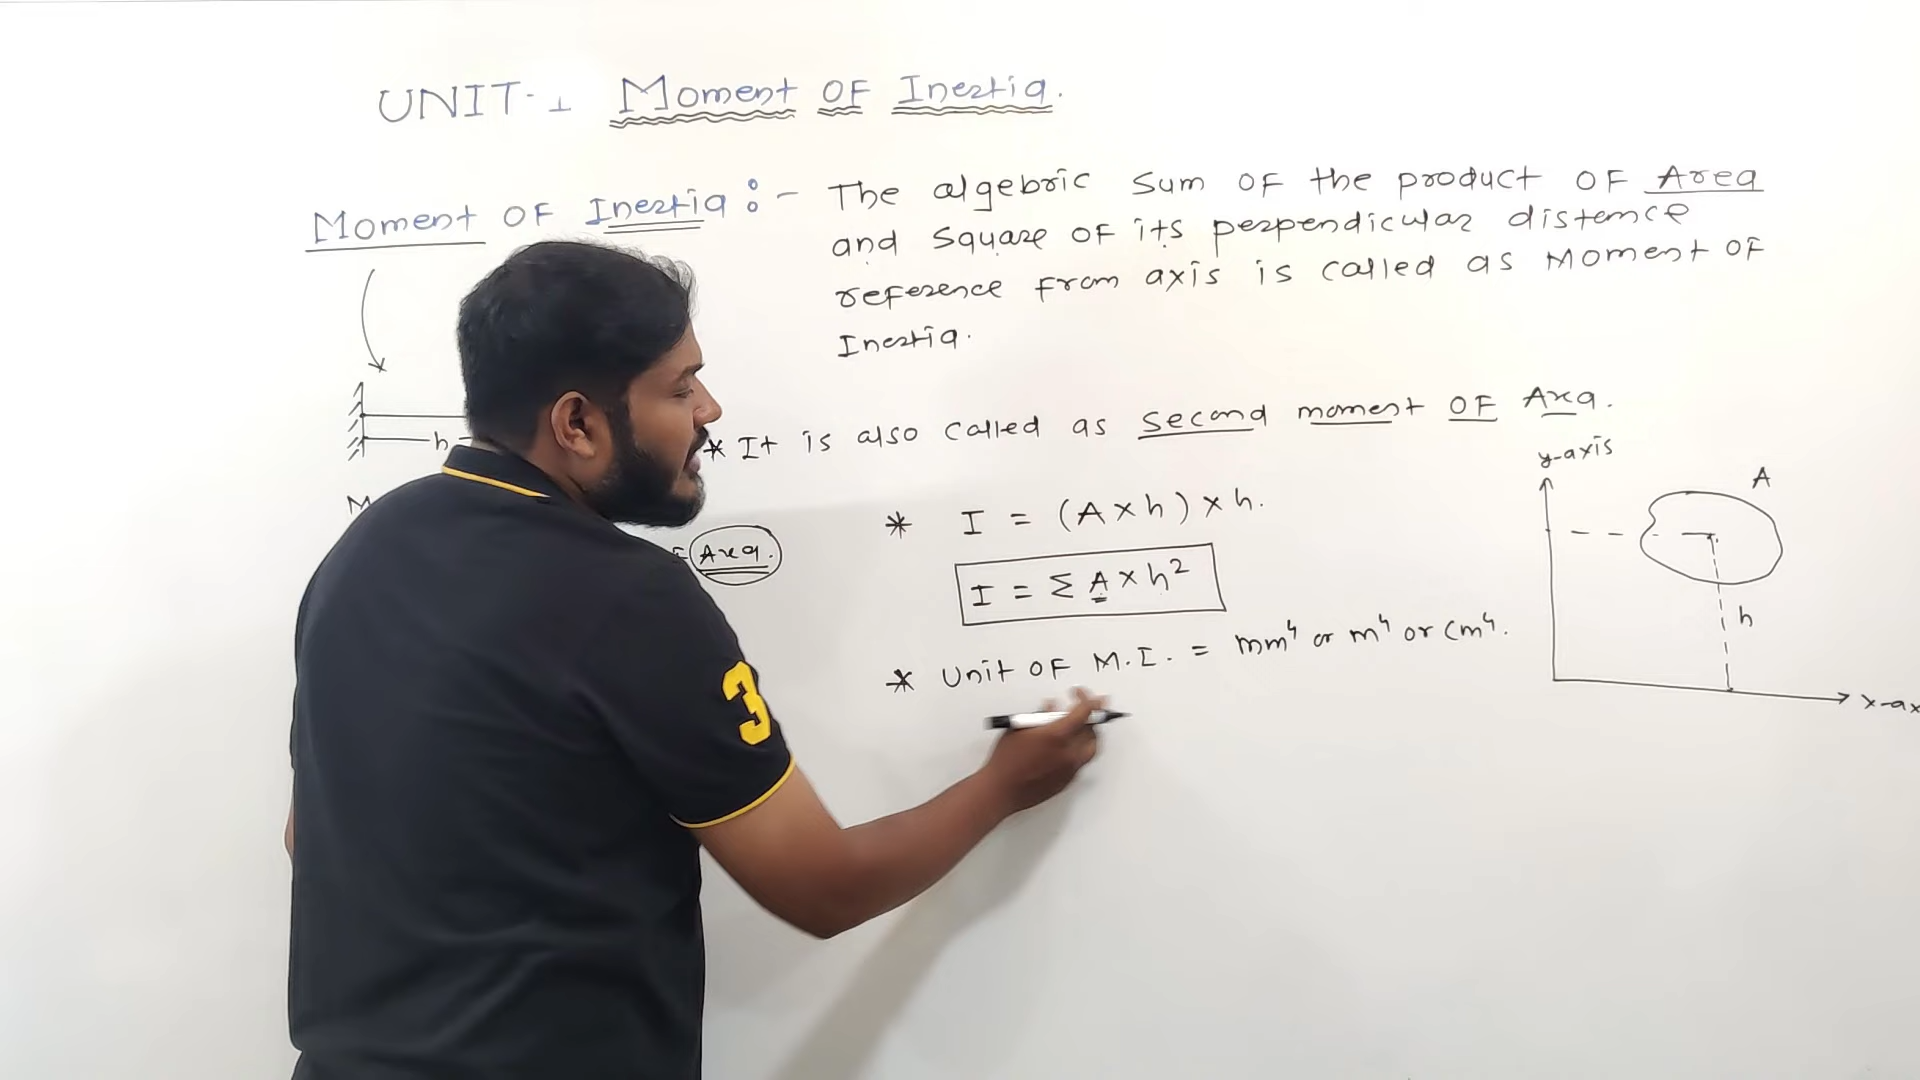 UNIT-1 Moment OF Inertia.
Moment OF Inertia :- The algebric Sum OF the product OF Area
and Square OF its perpendicular distence
reference from axis is called as Moment OF
Inertia.
* It is also called as second moment OF Area.
h
* I = (A×h)×h.
Area.
I = Σ A × h²
* Unit OF M.I. = mm⁴ or m⁴ or cm⁴.
y-axis
A
h
x-ax
3